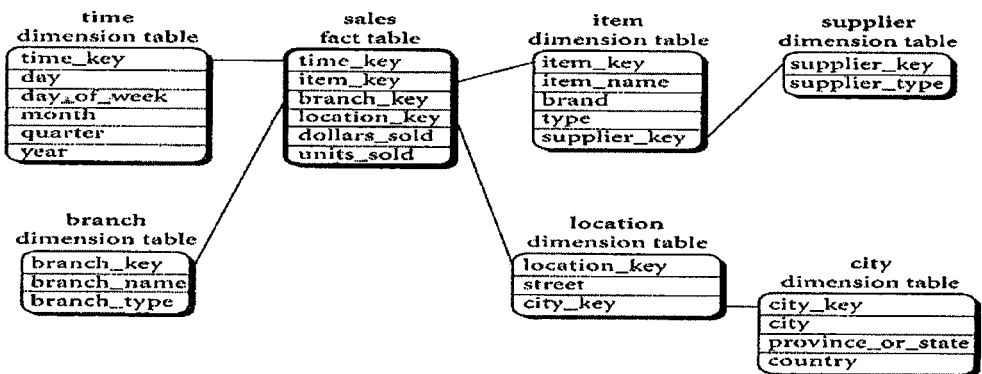 time
dimension table
time_key
day
day_of_week
month
quarter
year
sales
fact table
time_key
item_key
branch_key
location_key
dollars_sold
units_sold
item
dimension table
item_key
item_name
brand
type
supplier_key
supplier
dimension table
supplier_key
supplier_type
branch
dimension table
branch_key
branch_name
branch_type
location
dimension table
location_key
street
city_key
city
dimension table
city_key
city
province_or_state
country